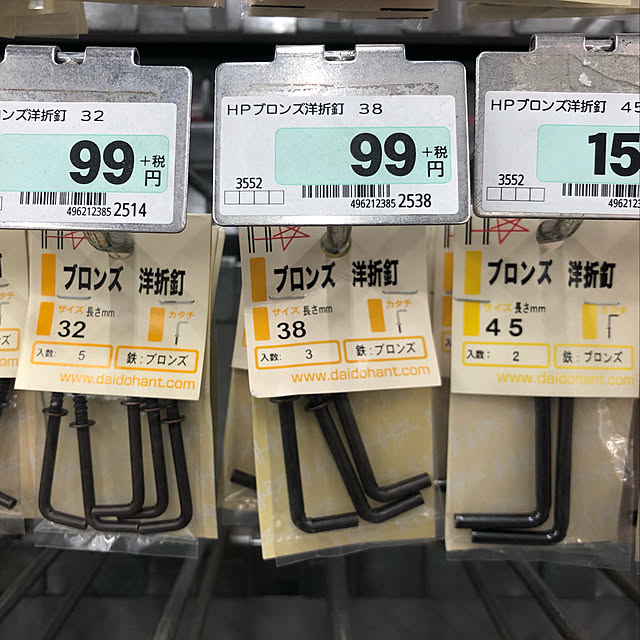 ンズ洋折釘 32
99 +税
円
496212385 2514
HPブロンズ洋折釘 38
99 +税
円
3552
496212385 2538
HPブロンズ洋折釘 45
15
3552
496212385
H
ブロンズ 洋折釘
サイズ 長さmm
カタチ
32
入数: 5
鉄:ブロンズ
www.daidohant.com
H
ブロンズ 洋折釘
サイズ 長さmm
カタチ
38
入数: 3
鉄:ブロンズ
www.daidohant.com
H
ブロンズ 洋折釘
サイズ 長さmm
カタチ
45
入数: 2
鉄:ブロンズ
www.daidohant.com